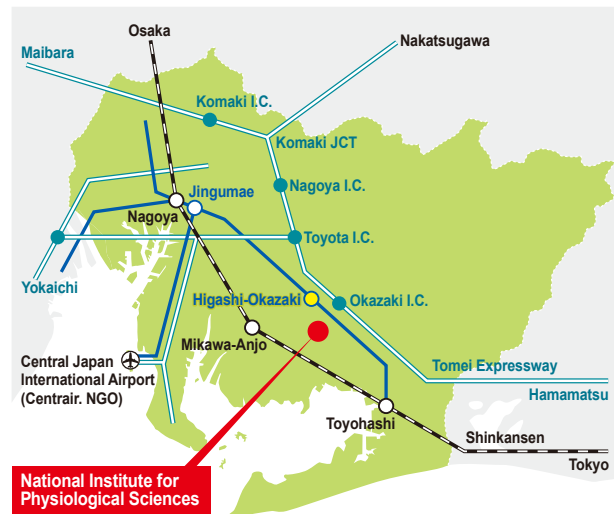 Osaka
Maibara
Nakatsugawa
Komaki I.C.
Komaki JCT
Nagoya I.C.
Jingumae
Nagoya
Toyota I.C.
Yokaichi
Higashi-Okazaki
Okazaki I.C.
Mikawa-Anjo
Central Japan
International Airport
(Centrair. NGO)
Tomei Expressway
Hamamatsu
Toyohashi
Shinkansen
Tokyo
National Institute for
Physiological Sciences